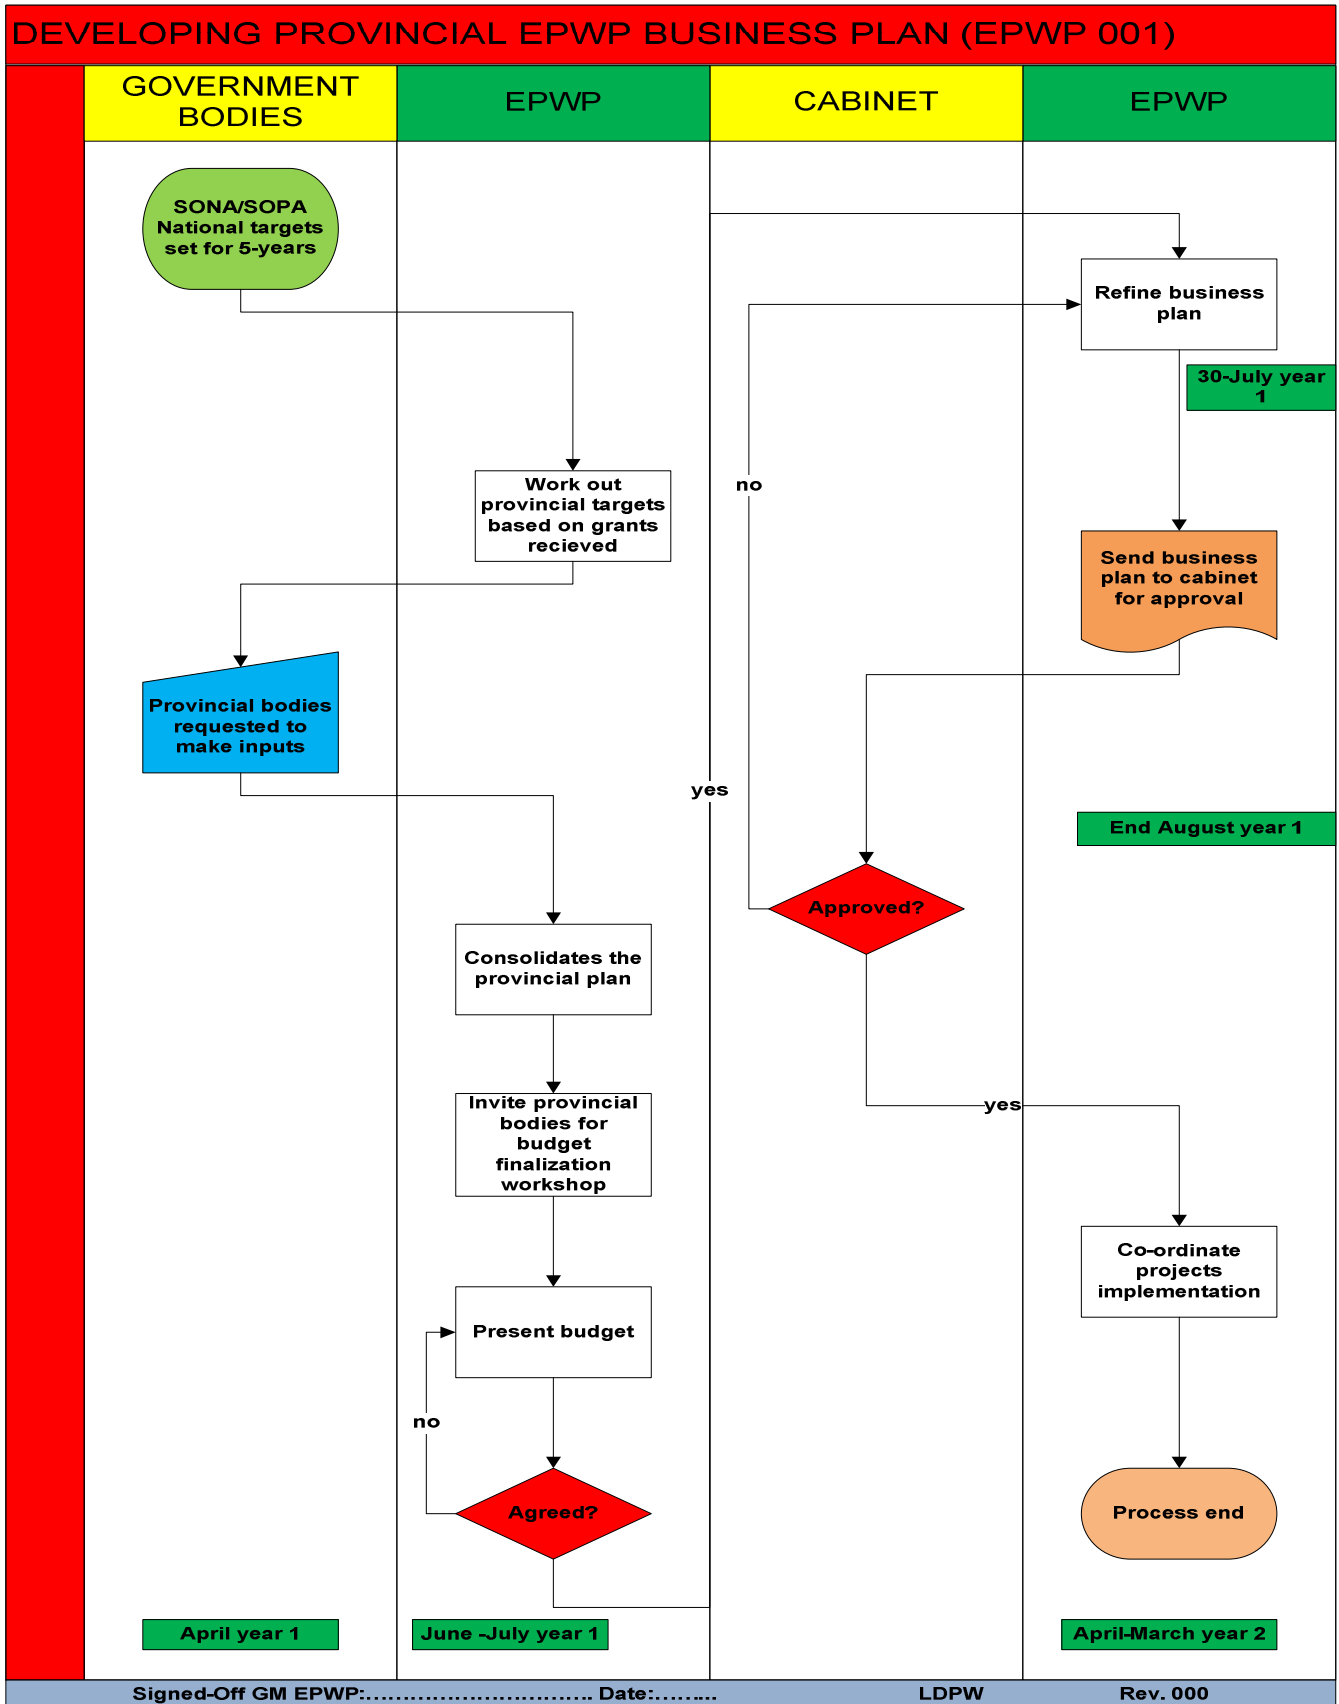 DEVELOPING PROVINCIAL EPWP BUSINESS PLAN (EPWP 001)
GOVERNMENT
BODIES
EPWP
CABINET
EPWP
SONA/SOPA
National targets
set for 5-years
Work out
provincial targets
based on grants
recieved
Provincial bodies
requested to
make inputs
Consolidates the
provincial plan
Invite provincial
bodies for
budget
finalization
workshop
Present budget
no
Agreed?
yes
Refine business
plan
30-July year
1
Send business
plan to cabinet
for approval
no
End August year 1
Approved?
yes
Co-ordinate
projects
implementation
Process end
April year 1
June -July year 1
April-March year 2
Signed-Off GM EPWP:................................ Date:......... LDPW Rev. 000